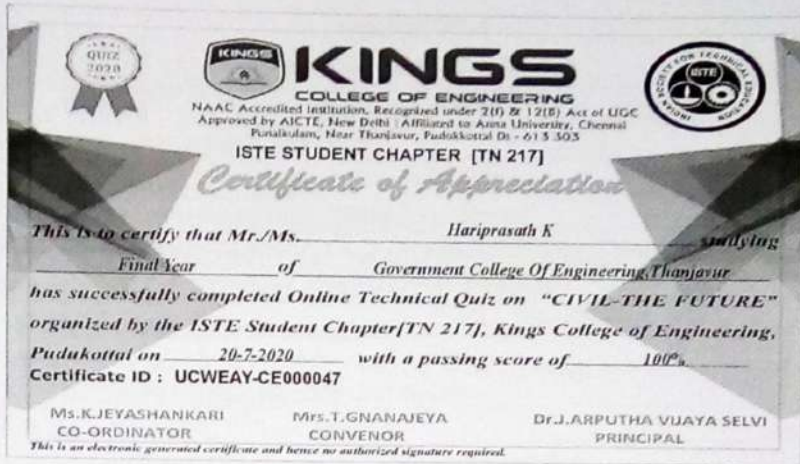 QUIZ
2020
KINGS
KINGS
COLLEGE OF ENGINEERING
INDIAN SOCIETY FOR TECHNICAL EDUCATION
ISTE
NAAC Accredited Institution, Recognized under 2(f) & 12(B) Act of UGC
Approved by AICTE, New Delhi Affiliated to Anna University, Chennai
Punalkulam, Near Thanjavur, Pudokkottai Dt - 613 303
ISTE STUDENT CHAPTER [TN 217]
Certificate of Appreciation
This is to certify that Mr./Ms. Hariprasath K studying
Final Year of Government College Of Engineering,Thanjavur
has successfully completed Online Technical Quiz on "CIVIL-THE FUTURE"
organized by the ISTE Student Chapter[TN 217], Kings College of Engineering,
Pudukottai on 20-7-2020 with a passing score of 100%
Certificate ID : UCWEAY-CE000047
Ms.K.JEYASHANKARI Mrs.T.GNANAJEYA Dr.J.ARPUTHA VIJAYA SELVI
CO-ORDINATOR CONVENOR PRINCIPAL
This is an electronic generated certificate and hence no authorized signature required.